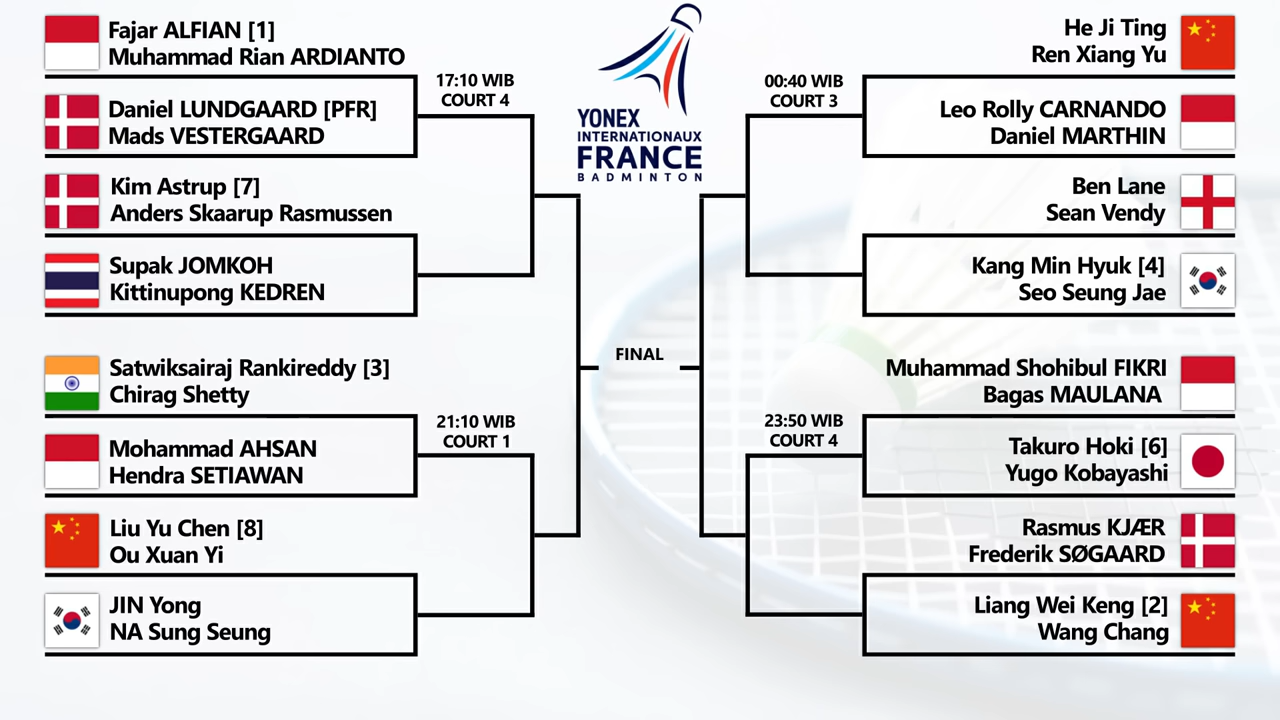 Fajar ALFIAN [1]
Muhammad Rian ARDIANTO
17:10 WIB
COURT 4
Daniel LUNDGAARD [PFR]
Mads VESTERGAARD
Kim Astrup [7]
Anders Skaarup Rasmussen
Supak JOMKOH
Kittinupong KEDREN
Satwiksairaj Rankireddy [3]
Chirag Shetty
21:10 WIB
COURT 1
Mohammad AHSAN
Hendra SETIAWAN
Liu Yu Chen [8]
Ou Xuan Yi
JIN Yong
NA Sung Seung
YONEX
INTERNATIONAUX
FRANCE
BADMINTON
FINAL
He Ji Ting
Ren Xiang Yu
00:40 WIB
COURT 3
Leo Rolly CARNANDO
Daniel MARTHIN
Ben Lane
Sean Vendy
Kang Min Hyuk [4]
Seo Seung Jae
Muhammad Shohibul FIKRI
Bagas MAULANA
23:50 WIB
COURT 4
Takuro Hoki [6]
Yugo Kobayashi
Rasmus KJÆR
Frederik SØGAARD
Liang Wei Keng [2]
Wang Chang